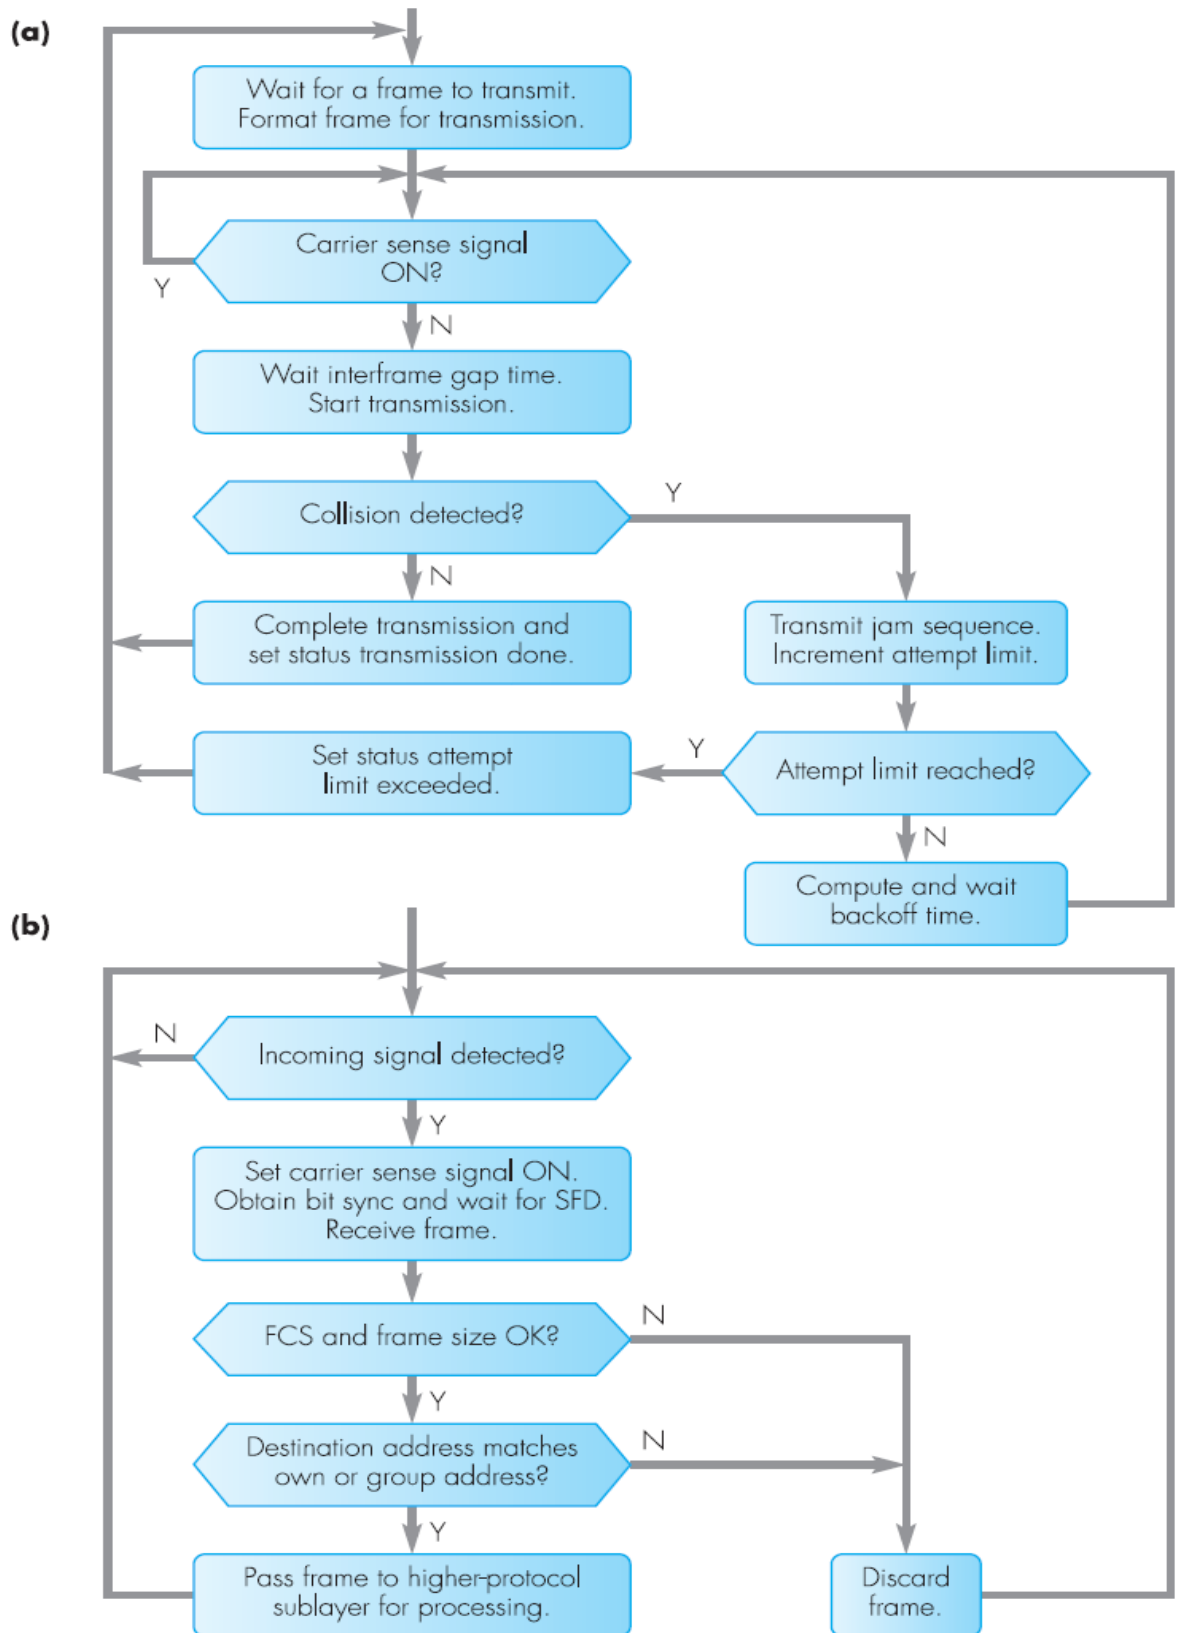 (a)
Wait for a frame to transmit.
Format frame for transmission.
Carrier sense signal
ON?
Y
N
Wait interframe gap time.
Start transmission.
Collision detected?
Y
N
Complete transmission and
set status transmission done.
Transmit jam sequence.
Increment attempt limit.
Set status attempt
limit exceeded.
Y
Attempt limit reached?
N
Compute and wait
backoff time.
(b)
N
Incoming signal detected?
Y
Set carrier sense signal ON.
Obtain bit sync and wait for SFD.
Receive frame.
FCS and frame size OK?
N
Y
Destination address matches
own or group address?
N
Y
Pass frame to higher-protocol
sublayer for processing.
Discard
frame.